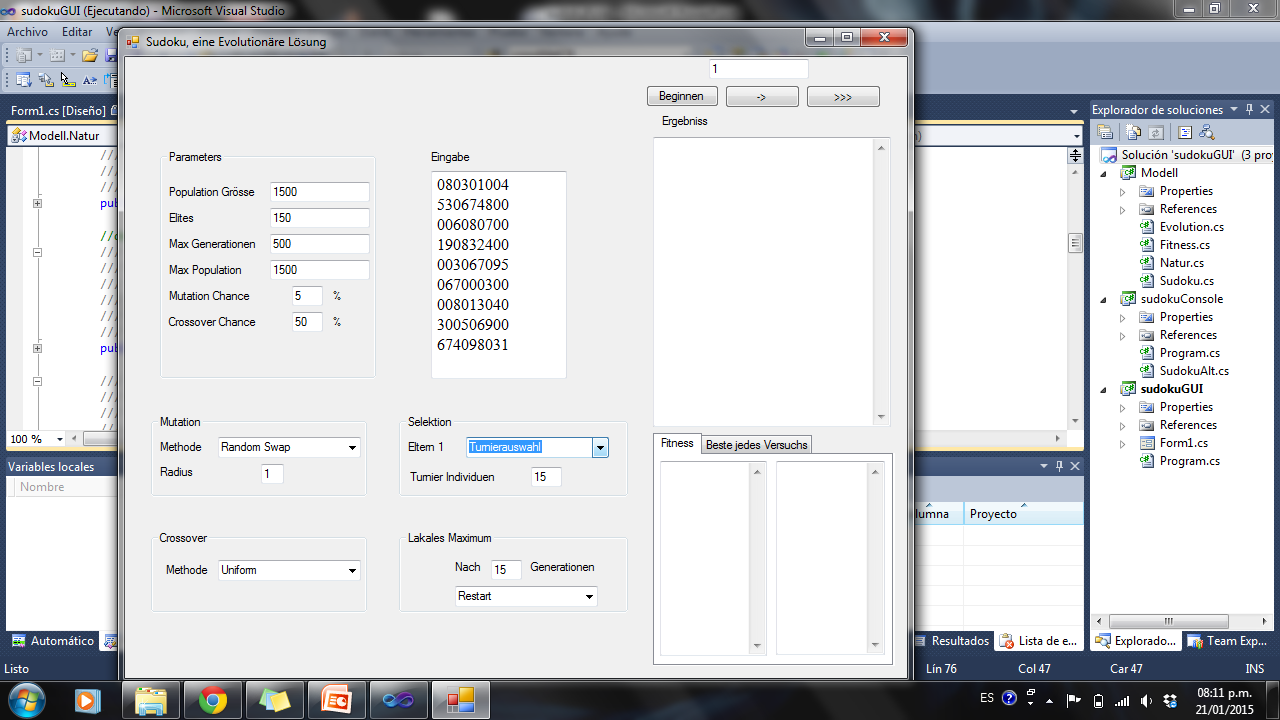 sudokuGUI (Ejecutando) - Microsoft Visual Studio
Archivo Editar
Sudoku, eine Evolutionäre Lösung
Form1.cs [Diseño]
Modell.Natur
1
Beginnen -> >>>
Ergebniss
Parameters
Population Grösse 1500
Elites 150
Max Generationen 500
Max Population 1500
Mutation Chance 5 %
Crossover Chance 50 %
Eingabe
080301004
530674800
006080700
190832400
003067095
067000300
008013040
300506900
674098031
Mutation
Methode Random Swap
Radius 1
Selektion
Eltern 1 Turnierauswahl
Turnier Individuen 15
Crossover
Methode Uniform
Lakales Maximum
Nach 15 Generationen
Restart
Fitness Beste jedes Versuchs
100 %
Variables locales
Nombre
Automático
lumna Proyecto
Resultados Lista de e...
Explorador de soluciones
Solución 'sudokuGUI' (3 pro
Modell
Properties
References
Evolution.cs
Fitness.cs
Natur.cs
Sudoku.cs
sudokuConsole
Properties
References
Program.cs
SudokuAlt.cs
sudokuGUI
Properties
References
Form1.cs
Program.cs
Explorado... Team Exp...
Listo Lín 76 Col 47 Car 47 INS
ES 08:11 p.m.
21/01/2015